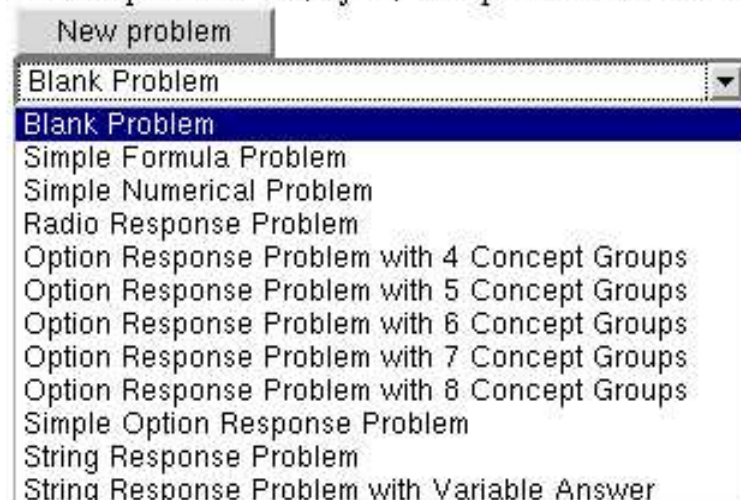 New problem
Blank Problem
Blank Problem
Simple Formula Problem
Simple Numerical Problem
Radio Response Problem
Option Response Problem with 4 Concept Groups
Option Response Problem with 5 Concept Groups
Option Response Problem with 6 Concept Groups
Option Response Problem with 7 Concept Groups
Option Response Problem with 8 Concept Groups
Simple Option Response Problem
String Response Problem
String Response Problem with Variable Answer